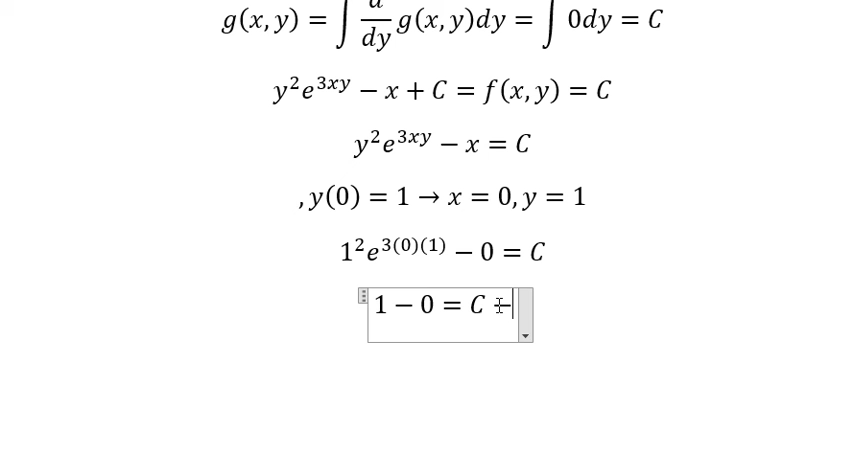 g(x, y) = ∫ d/dy g(x, y)dy = ∫ 0dy = C
y²e³ˣʸ − x + C = f(x, y) = C
y²e³ˣʸ − x = C
, y(0) = 1 → x = 0, y = 1
1²e³⁽⁰⁾⁽¹⁾ − 0 = C
1 − 0 = C −